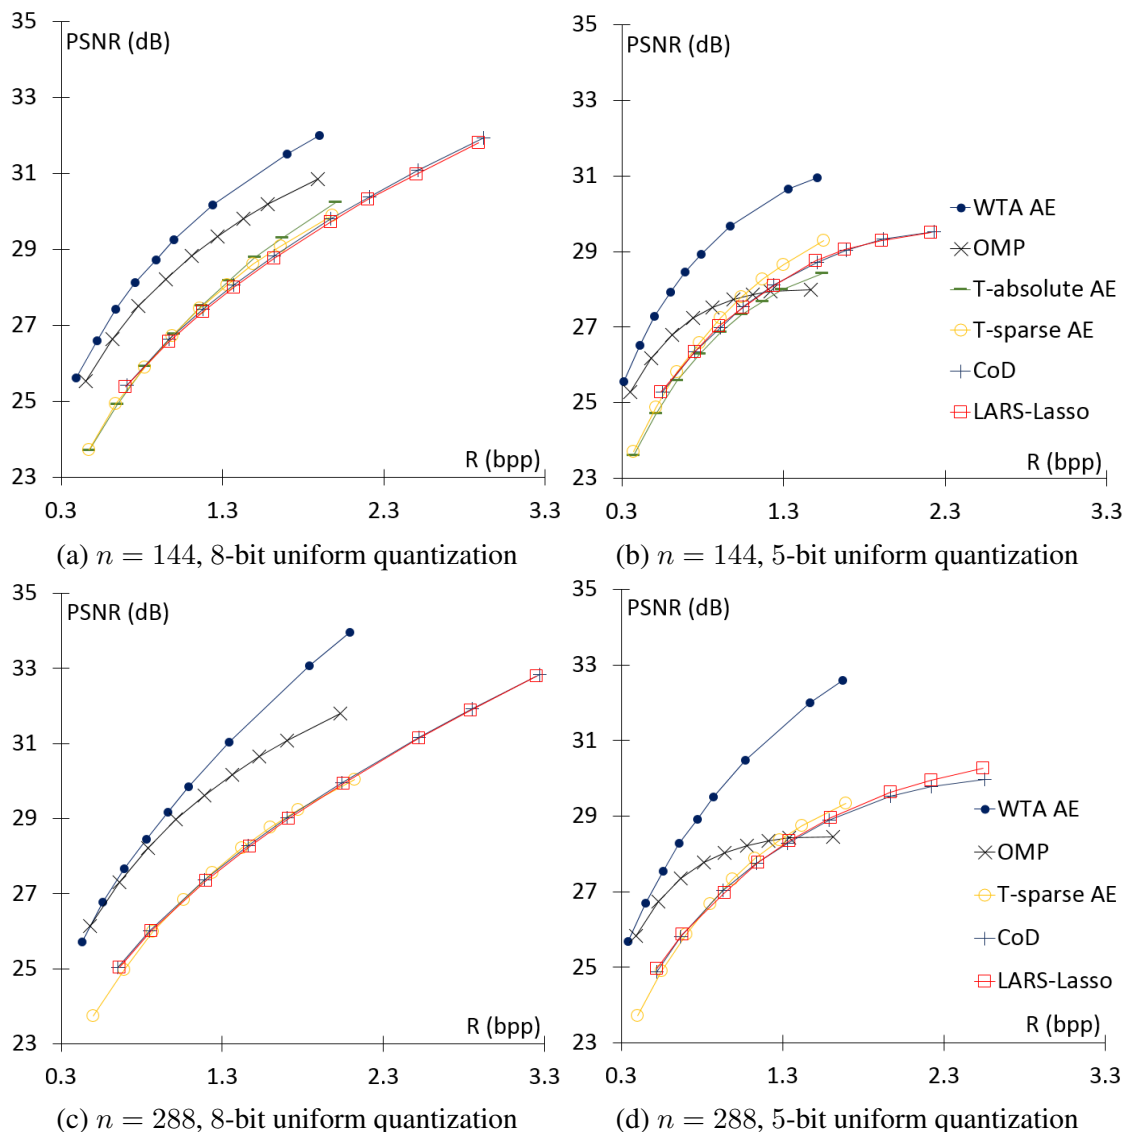 35
PSNR (dB)
33
31
29
27
25
23
R (bpp)
0.3
1.3
2.3
3.3
(a) n = 144, 8-bit uniform quantization
35
PSNR (dB)
33
31
29
27
25
23
WTA AE
OMP
T-absolute AE
T-sparse AE
CoD
LARS-Lasso
R (bpp)
0.3
1.3
2.3
3.3
(b) n = 144, 5-bit uniform quantization
35
PSNR (dB)
33
31
29
27
25
23
R (bpp)
0.3
1.3
2.3
3.3
(c) n = 288, 8-bit uniform quantization
35
PSNR (dB)
33
31
29
27
25
23
WTA AE
OMP
T-sparse AE
CoD
LARS-Lasso
R (bpp)
0.3
1.3
2.3
3.3
(d) n = 288, 5-bit uniform quantization